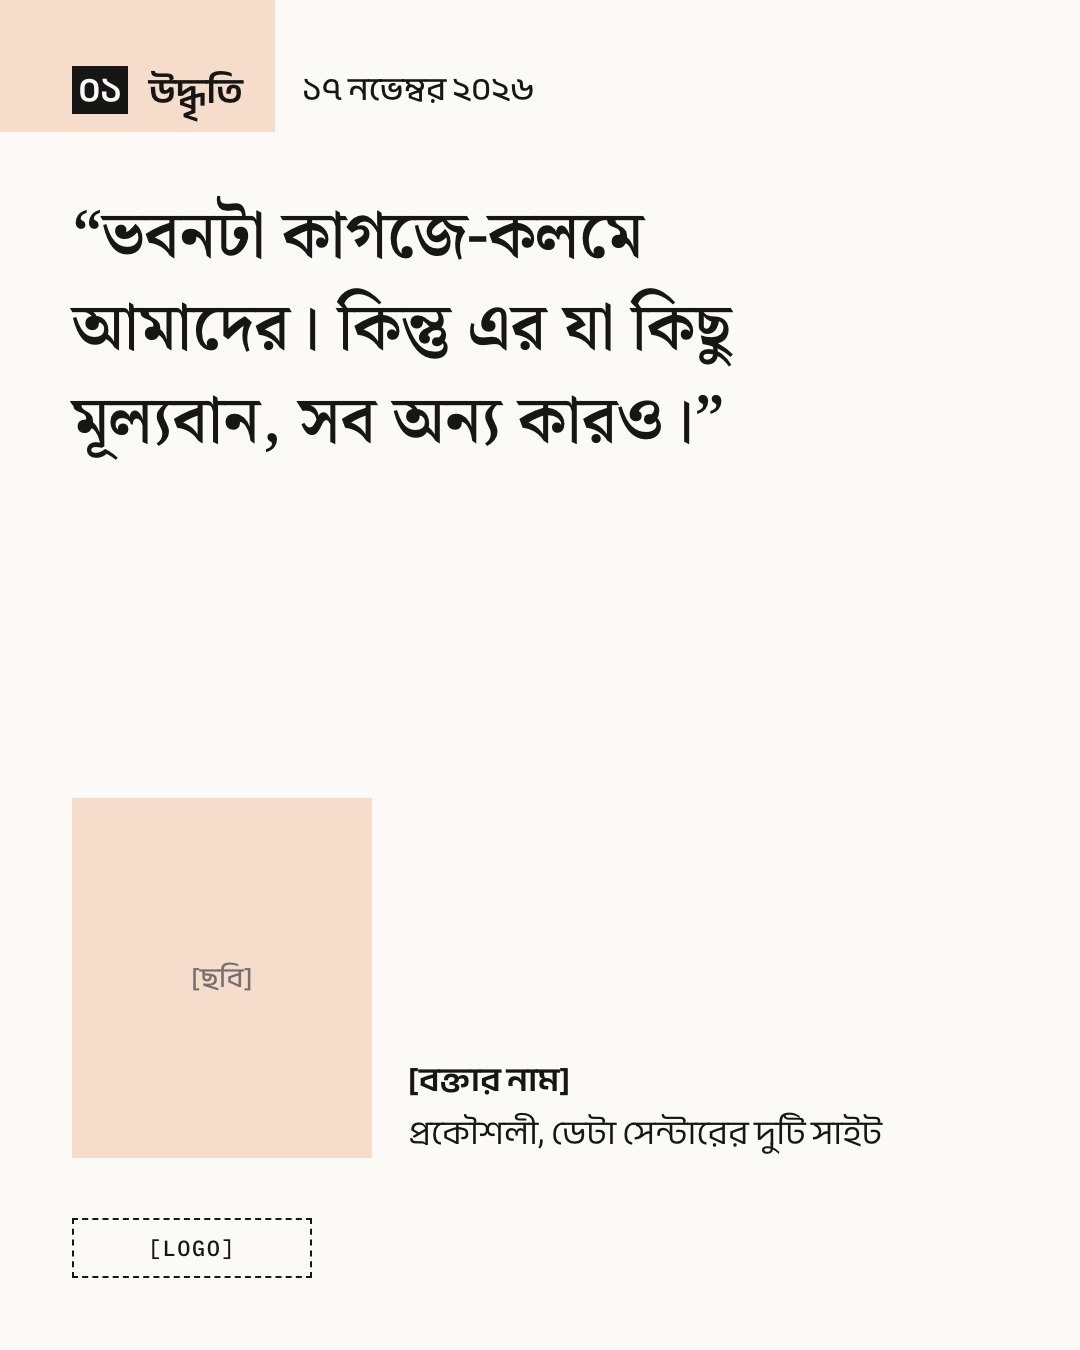 ০১ উদ্ধৃতি ১৭ নভেম্বর ২০২৬
“ভবনটা কাগজে-কলমে
আমাদের। কিন্তু এর যা কিছু
মূল্যবান, সব অন্য কারও।”
[ছবি]
[বক্তার নাম]
প্রকৌশলী, ডেটা সেন্টারের দুটি সাইট
[LOGO]